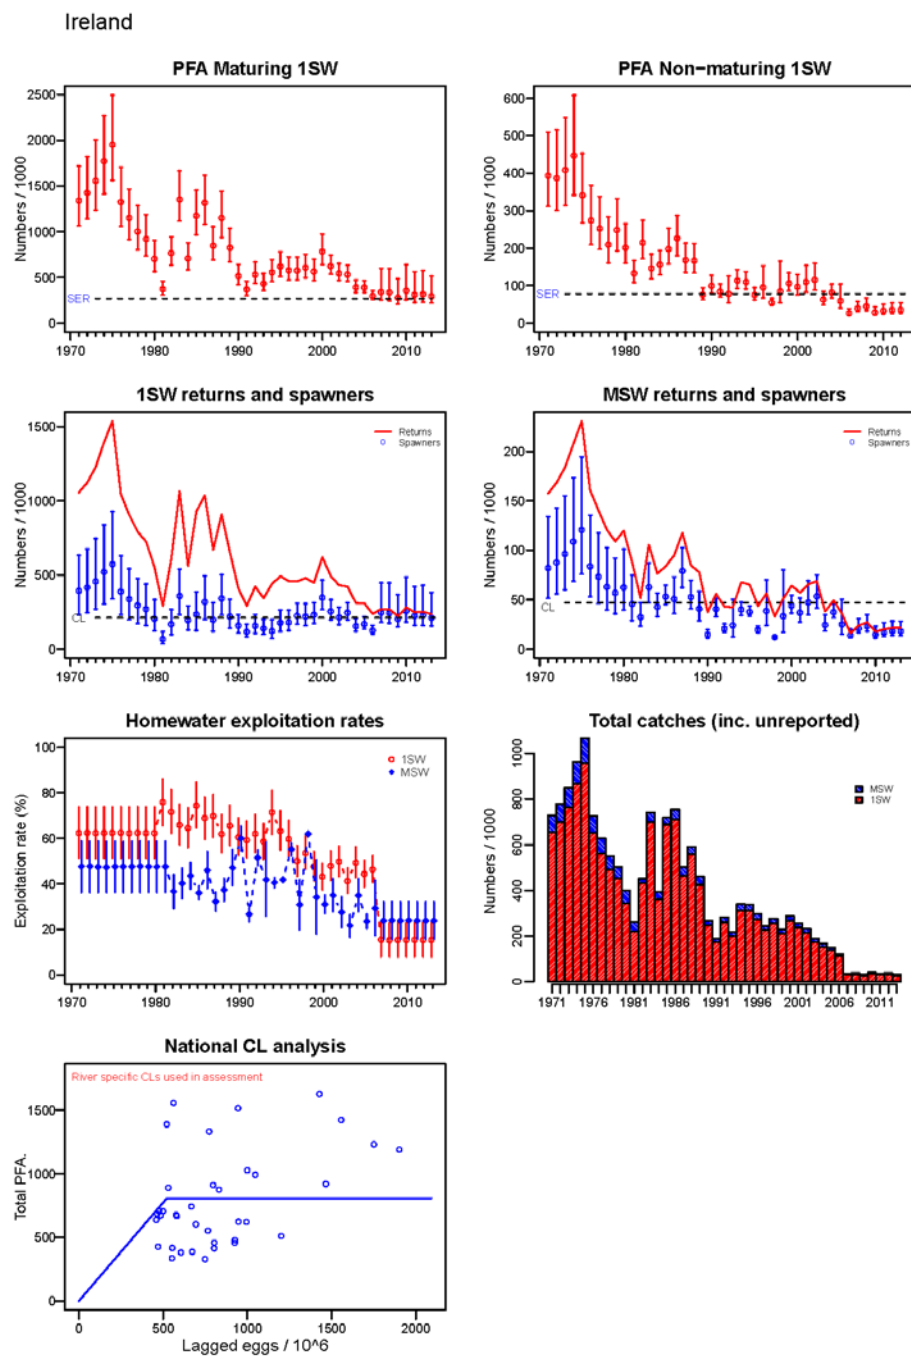 Ireland
PFA Maturing 1SW
Numbers / 1000
2500
2000
1500
1000
500
0
SER
1970 1980 1990 2000 2010
PFA Non-maturing 1SW
Numbers / 1000
600
500
400
300
200
100
0
SER
1970 1980 1990 2000 2010
1SW returns and spawners
Numbers / 1000
1500
1000
500
0
Returns
Spawners
CL
1970 1980 1990 2000 2010
MSW returns and spawners
Numbers / 1000
200
150
100
50
0
Returns
Spawners
CL
1970 1980 1990 2000 2010
Homewater exploitation rates
Exploitation rate (%)
100
80
60
40
20
0
1SW
MSW
1970 1980 1990 2000 2010
Total catches (inc. unreported)
Numbers / 1000
1000
800
600
400
200
0
MSW
1SW
1971 1976 1981 1986 1991 1996 2001 2006 2011
National CL analysis
River specific CLs used in assessment
Total PFA.
1500
1000
500
0
0 500 1000 1500 2000
Lagged eggs / 10^6